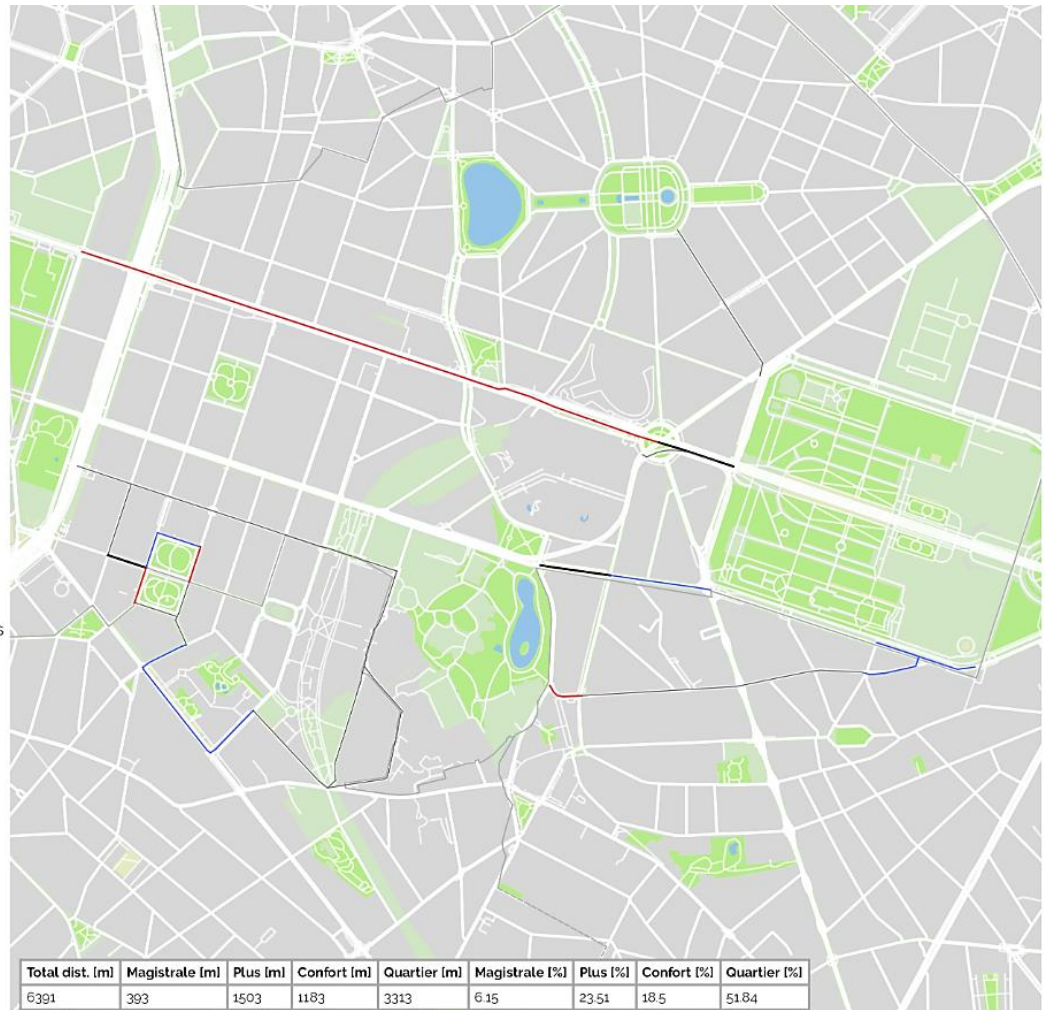 s
Total dist. [m] Magistrale [m] Plus [m] Confort [m] Quartier [m] Magistrale [%] Plus [%] Confort [%] Quartier [%]
6391 393 1503 1183 3313 6.15 23.51 18.5 51.84